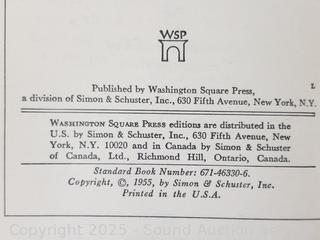 WSP
Published by Washington Square Press,
a division of Simon & Schuster, Inc., 630 Fifth Avenue, New York, N.Y.
WASHINGTON SQUARE PRESS editions are distributed in the
U.S. by Simon & Schuster, Inc., 630 Fifth Avenue, New
York, N.Y. 10020 and in Canada by Simon & Schuster
of Canada, Ltd., Richmond Hill, Ontario, Canada.
Standard Book Number: 671-46330-6.
Copyright, ©, 1955, by Simon & Schuster, Inc.
Printed in the U.S.A.
Copyright 2025 - Sound Auction Serv